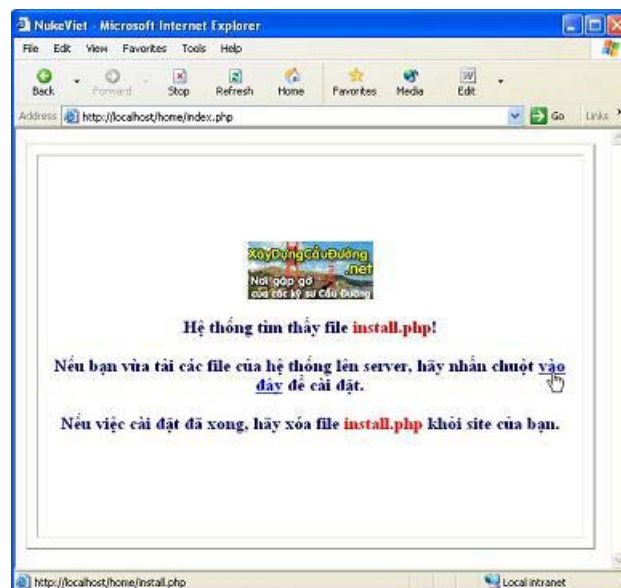 NukeViet - Microsoft Internet Explorer
File Edit View Favorites Tools Help
Back Forward Stop Refresh Home Favorites Media Edit
Address http://localhost/home/index.php Go Links
XâyDựngCầuĐường
.net
Nơi gặp gỡ
của các kỹ sư Cầu Đường
Hệ thống tìm thấy file install.php!
Nếu bạn vừa tải các file của hệ thống lên server, hãy nhấn chuột vào
đây để cài đặt.
Nếu việc cài đặt đã xong, hãy xóa file install.php khỏi site của bạn.
http://localhost/home/install.php Local intranet